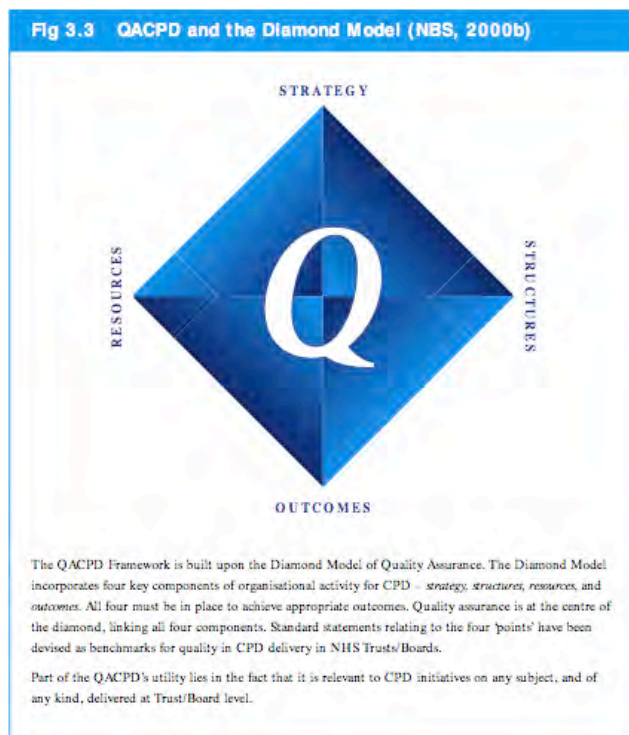 Fig 3.3 QACPD and the Diamond Model (NBS, 2000b)
STRATEGY
RESOURCES
Q
STRUCTURES
OUTCOMES
The QACPD Framework is built upon the Diamond Model of Quality Assurance. The Diamond Model
incorporates four key components of organisational activity for CPD – strategy, structures, resources, and
outcomes. All four must be in place to achieve appropriate outcomes. Quality assurance is at the centre of
the diamond, linking all four components. Standard statements relating to the four ‘points’ have been
devised as benchmarks for quality in CPD delivery in NHS Trusts/Boards.
Part of the QACPD's utility lies in the fact that it is relevant to CPD initiatives on any subject, and of
any kind, delivered at Trust/Board level.